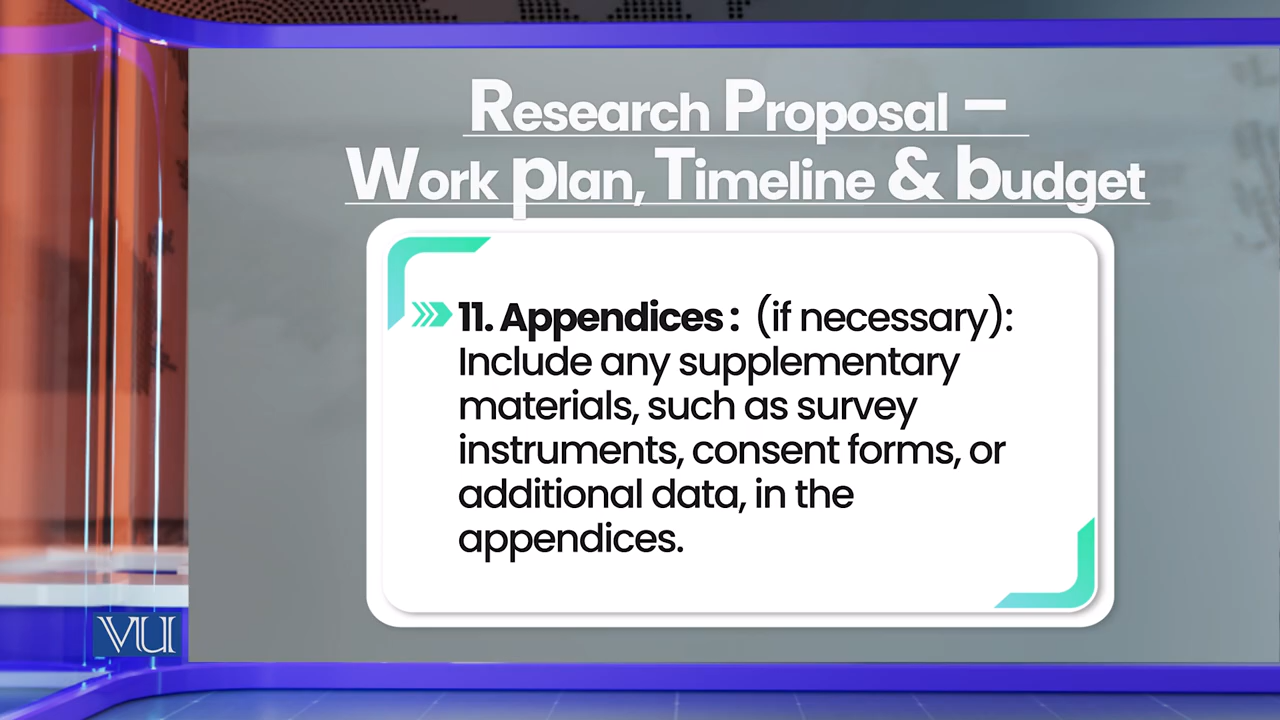 Research Proposal –
Work plan, Timeline & budget
11. Appendices : (if necessary):
Include any supplementary
materials, such as survey
instruments, consent forms, or
additional data, in the
appendices.
VU